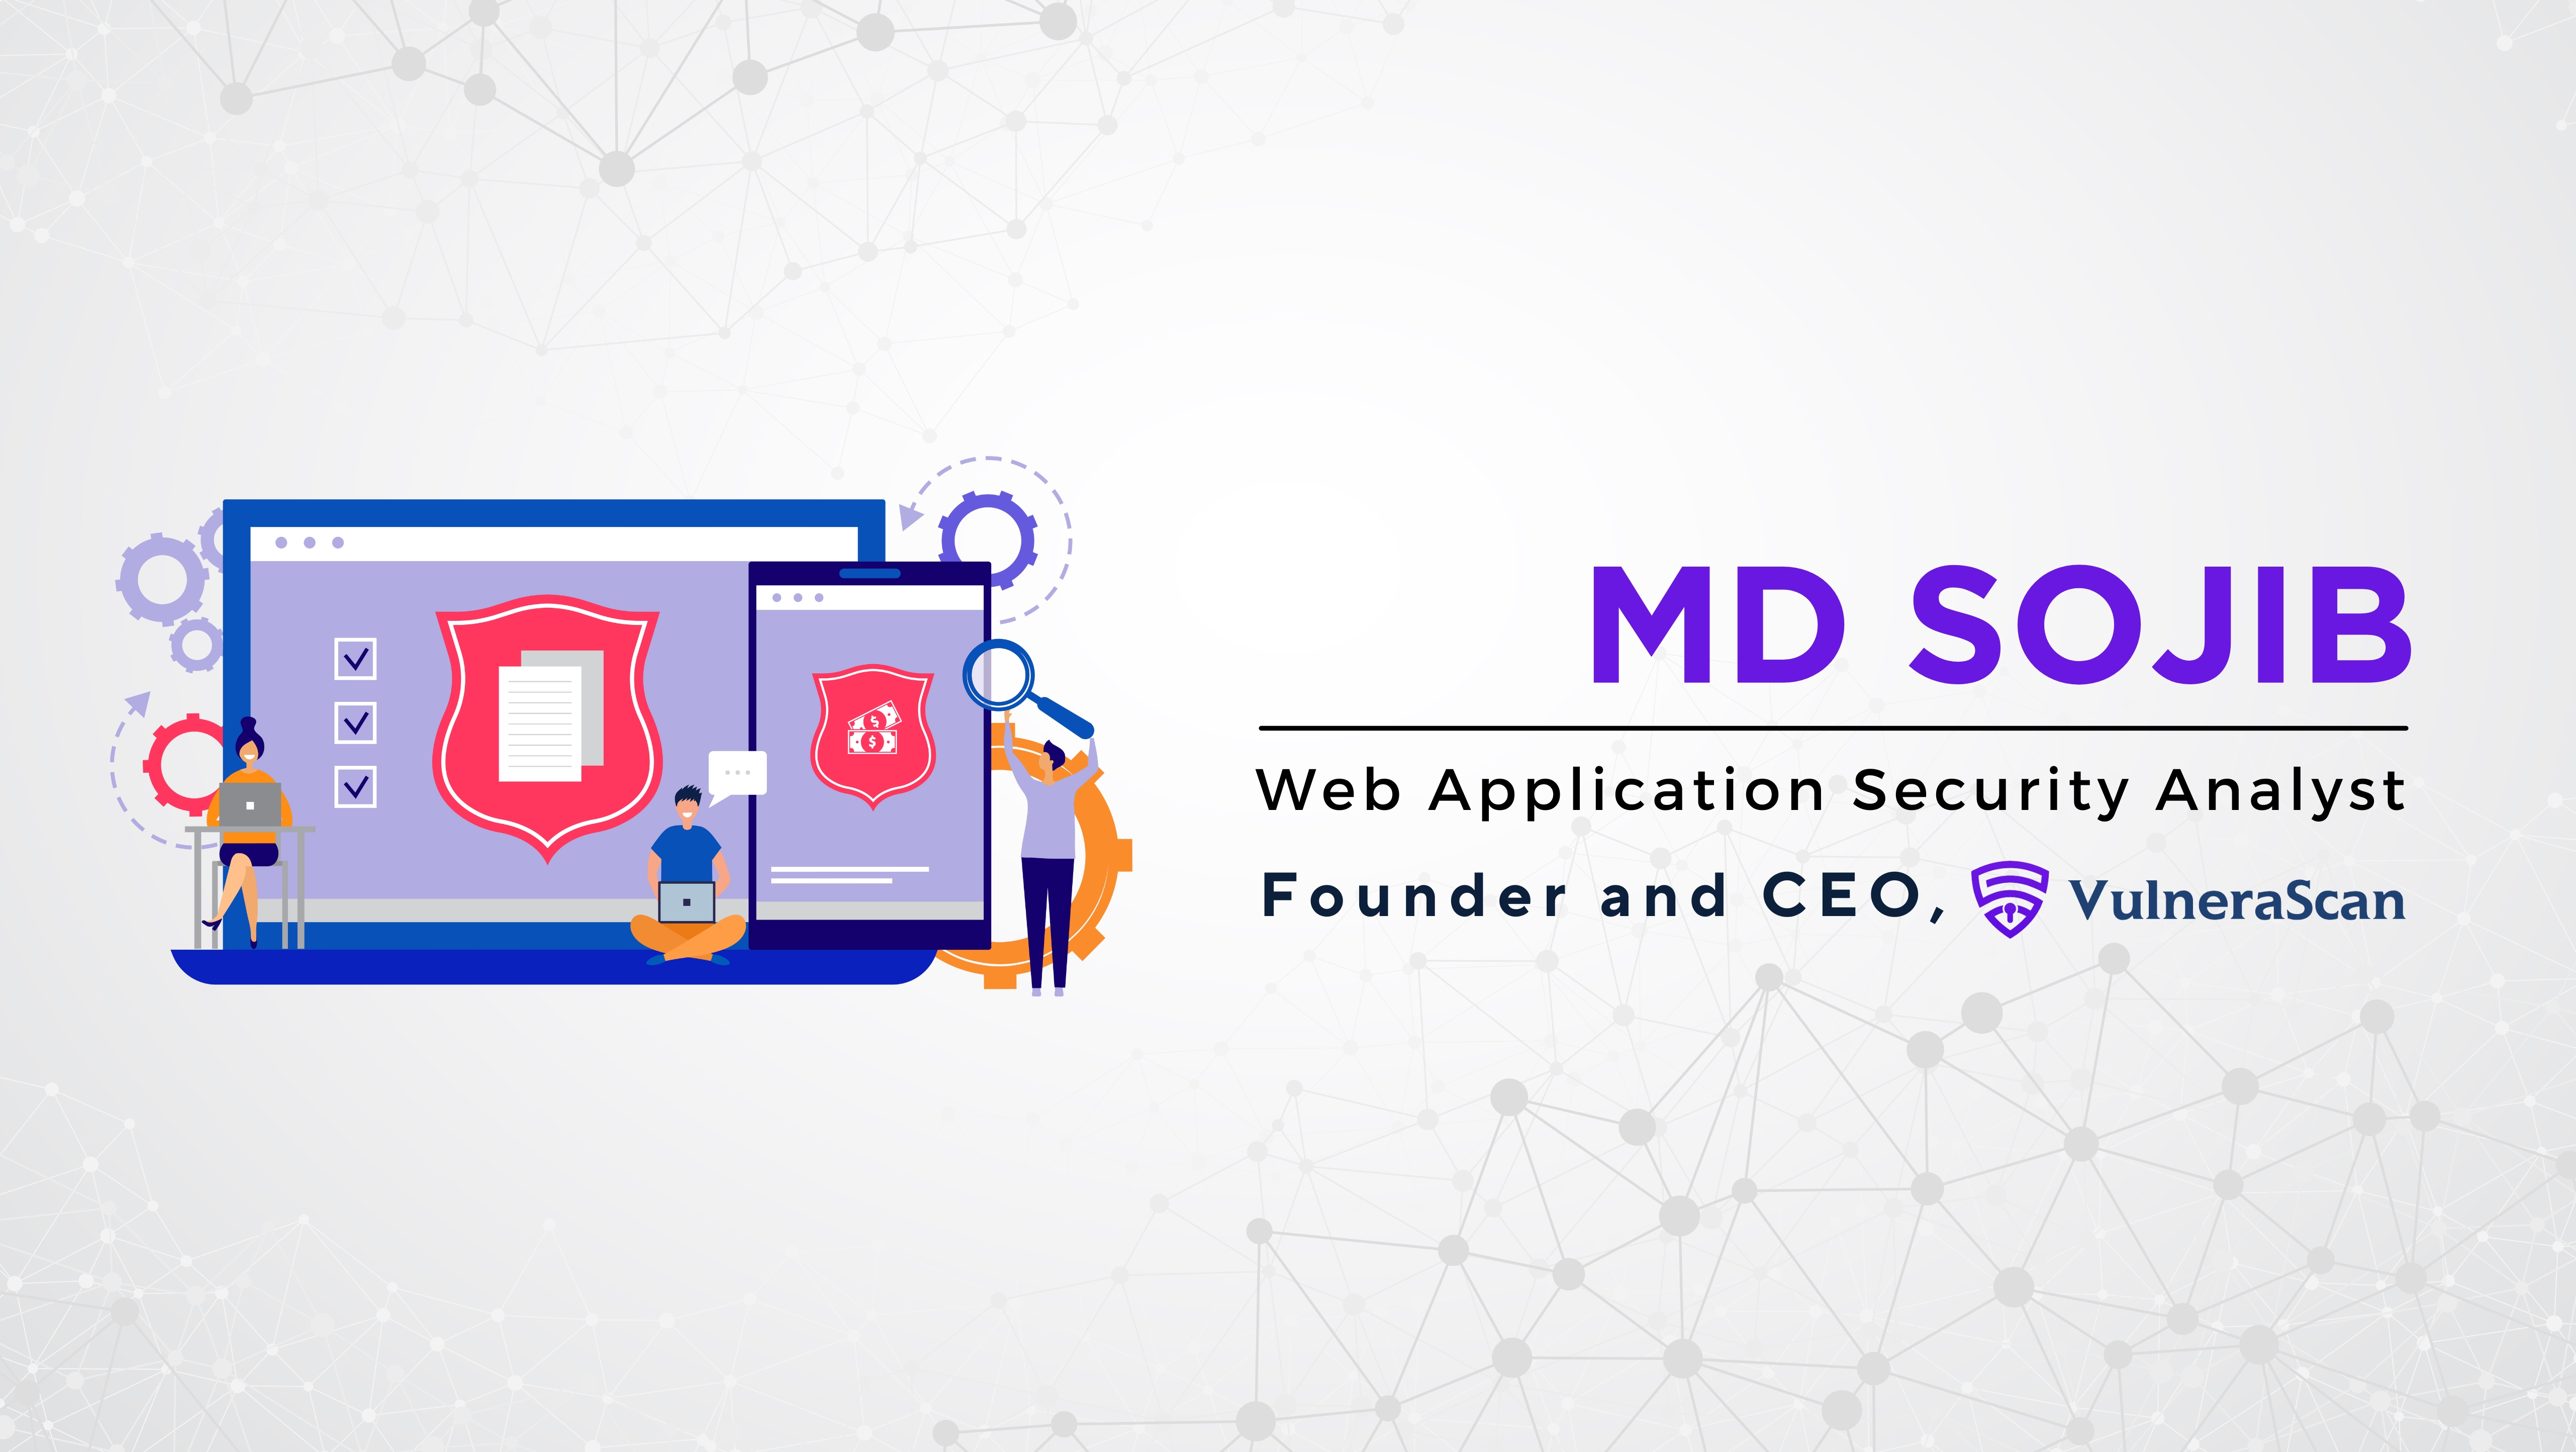 MD SOJIB
Web Application Security Analyst
Founder and CEO, VulneraScan